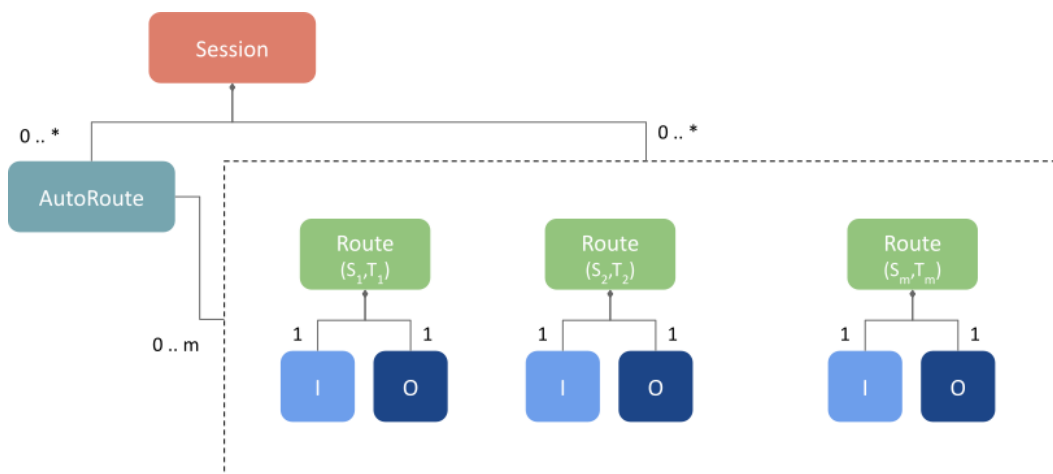 Session
0 .. *
0 .. *
AutoRoute
Route
(S₁,T₁)
Route
(S₂,T₂)
Route
(Sₘ,Tₘ)
0 .. m
1
1
1
1
1
1
I
O
I
O
I
O